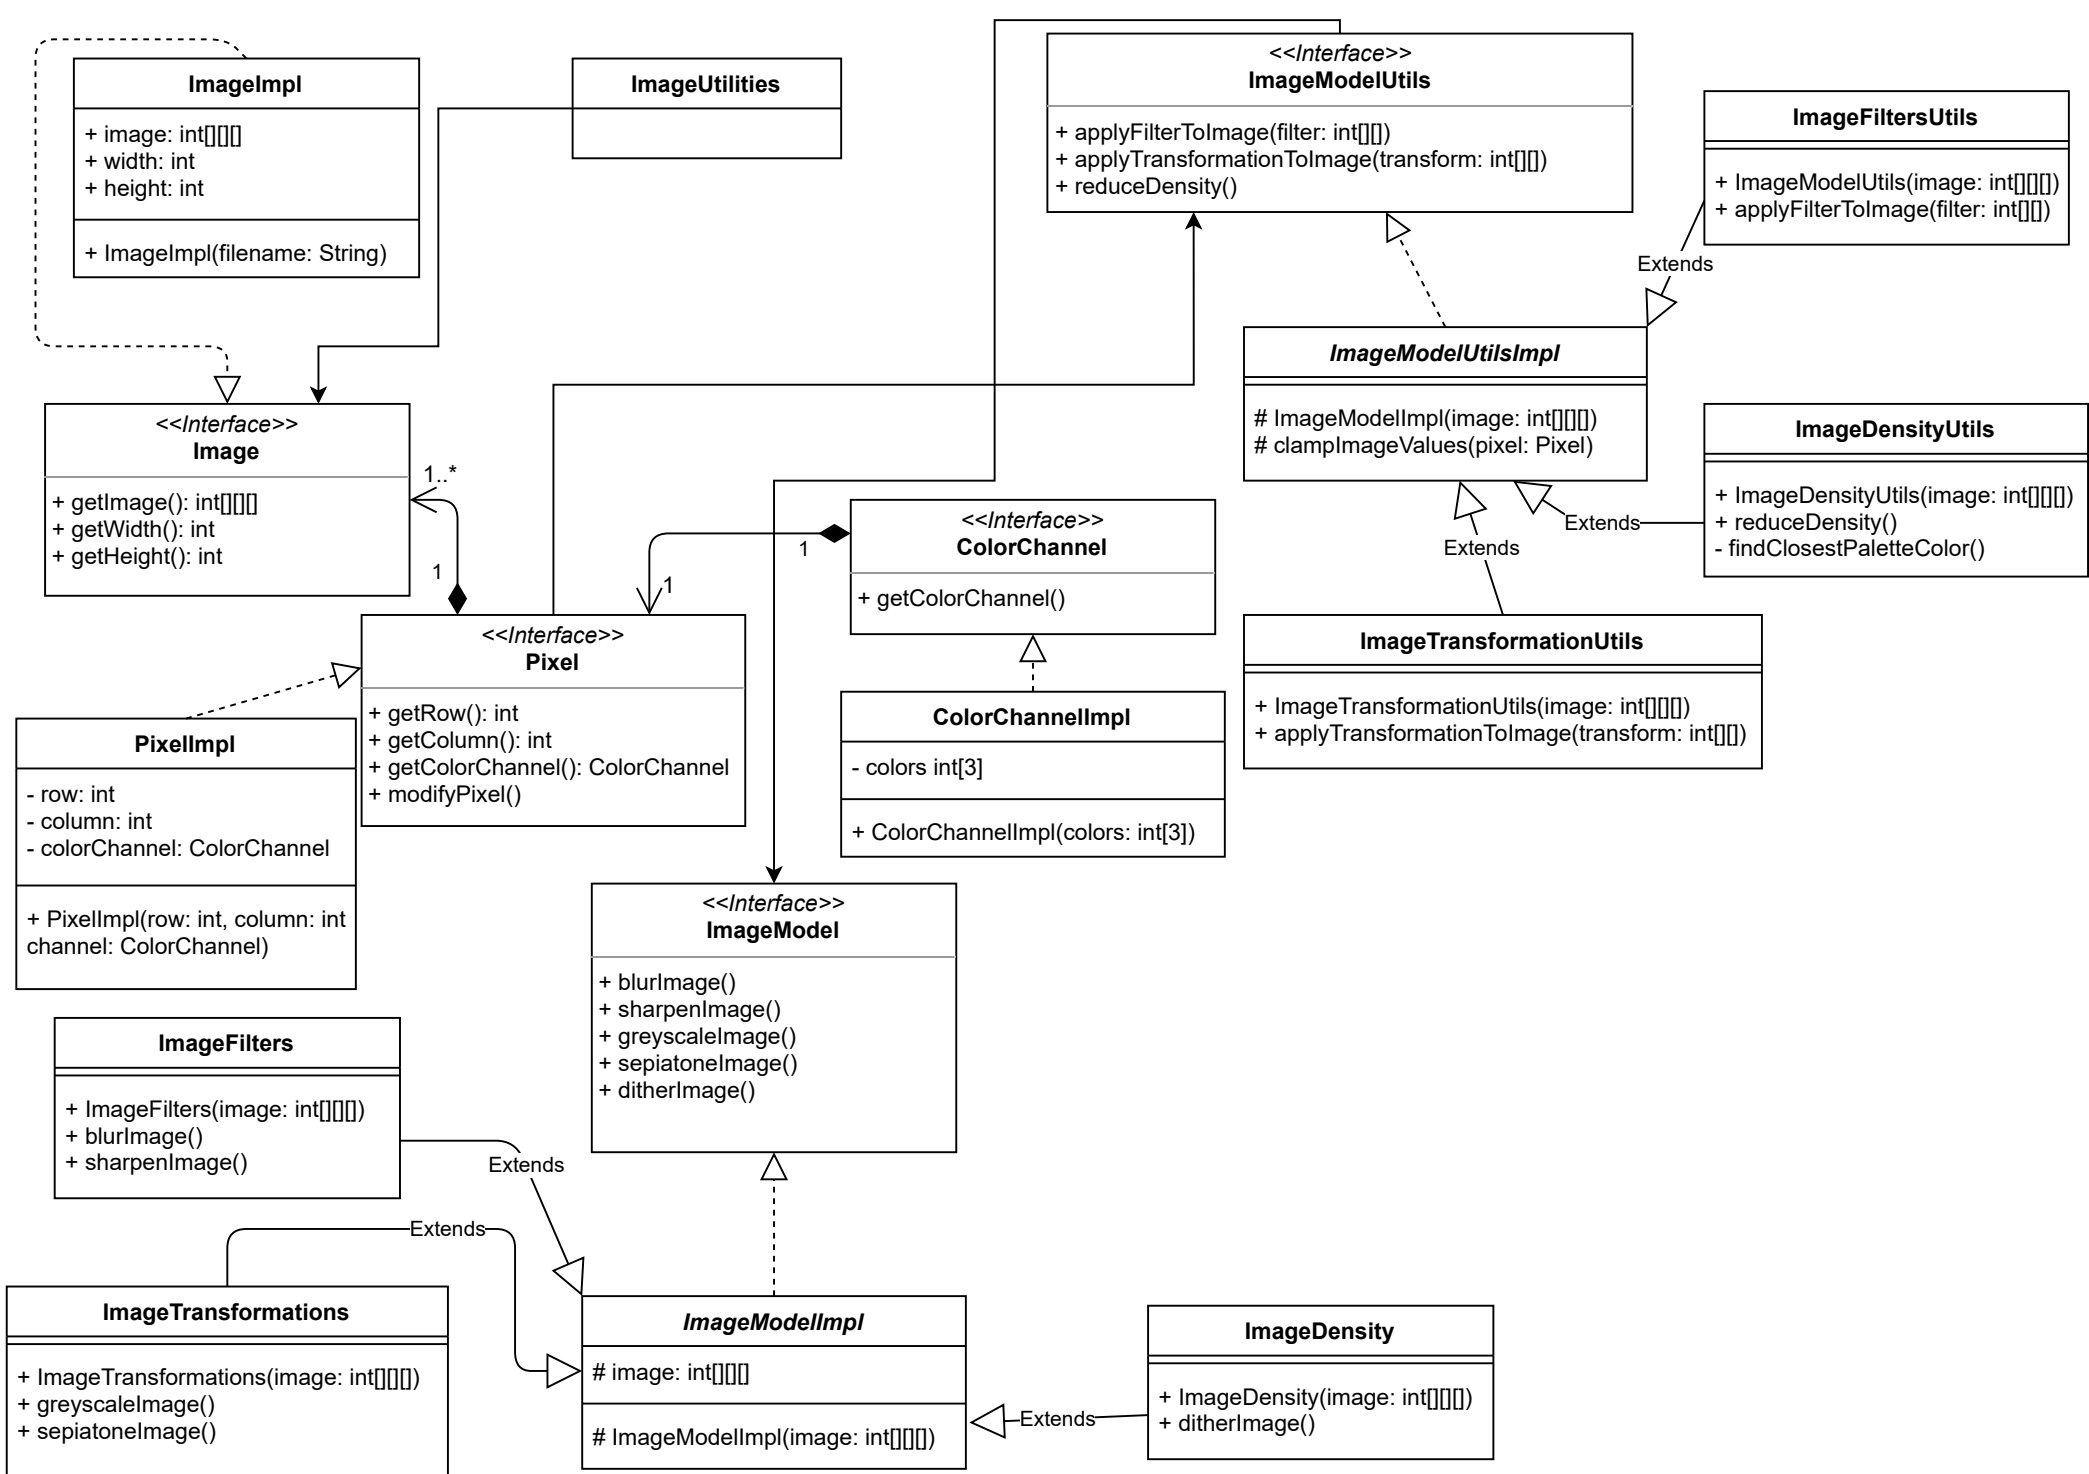 ImageImpl
+ image: int[][][]
+ width: int
+ height: int
+ ImageImpl(filename: String)
ImageUtilities
<<Interface>>
ImageModelUtils
+ applyFilterToImage(filter: int[][])
+ applyTransformationToImage(transform: int[][])
+ reduceDensity()
ImageFiltersUtils
+ ImageModelUtils(image: int[][][])
+ applyFilterToImage(filter: int[][])
Extends
ImageModelUtilsImpl
# ImageModelImpl(image: int[][][])
# clampImageValues(pixel: Pixel)
<<Interface>>
Image
+ getImage(): int[][][]
+ getWidth(): int
+ getHeight(): int
1..*
1
ImageDensityUtils
+ ImageDensityUtils(image: int[][][])
+ reduceDensity()
- findClosestPaletteColor()
Extends
Extends
<<Interface>>
ColorChannel
+ getColorChannel()
1
1
<<Interface>>
Pixel
+ getRow(): int
+ getColumn(): int
+ getColorChannel(): ColorChannel
+ modifyPixel()
ImageTransformationUtils
+ ImageTransformationUtils(image: int[][][])
+ applyTransformationToImage(transform: int[][])
ColorChannelImpl
- colors int[3]
+ ColorChannelImpl(colors: int[3])
PixelImpl
- row: int
- column: int
- colorChannel: ColorChannel
+ PixelImpl(row: int, column: int
channel: ColorChannel)
<<Interface>>
ImageModel
+ blurImage()
+ sharpenImage()
+ greyscaleImage()
+ sepiatoneImage()
+ ditherImage()
ImageFilters
+ ImageFilters(image: int[][][])
+ blurImage()
+ sharpenImage()
Extends
Extends
ImageTransformations
+ ImageTransformations(image: int[][][])
+ greyscaleImage()
+ sepiatoneImage()
ImageModelImpl
# image: int[][][]
# ImageModelImpl(image: int[][][])
Extends
ImageDensity
+ ImageDensity(image: int[][][])
+ ditherImage()